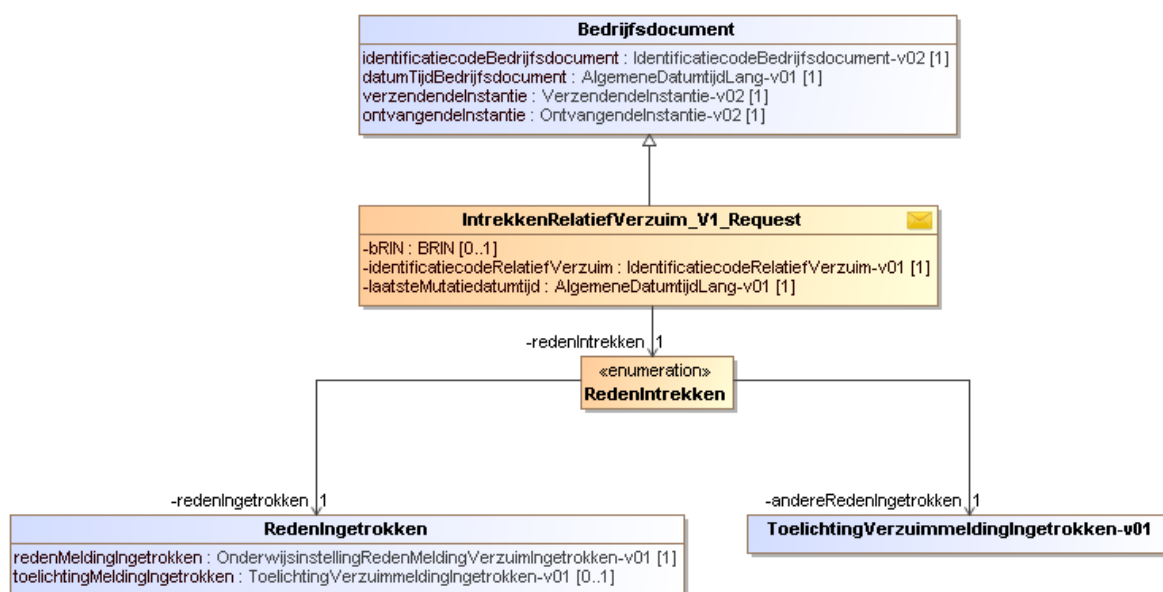 Bedrijfsdocument
identificatiecodeBedrijfsdocument : IdentificatiecodeBedrijfsdocument-v02 [1]
datumTijdBedrijfsdocument : AlgemeneDatumtijdLang-v01 [1]
verzendendeInstantie : VerzendendeInstantie-v02 [1]
ontvangendeInstantie : OntvangendeInstantie-v02 [1]
IntrekkenRelatiefVerzuim_V1_Request
-bRIN : BRIN [0..1]
-identificatiecodeRelatiefVerzuim : IdentificatiecodeRelatiefVerzuim-v01 [1]
-laatsteMutatiedatumtijd : AlgemeneDatumtijdLang-v01 [1]
-redenIntrekken 1
«enumeration»
RedenIntrekken
-redenIngetrokken 1
-andereRedenIngetrokken 1
RedenIngetrokken
redenMeldingIngetrokken : OnderwijsinstellingRedenMeldingVerzuimIngetrokken-v01 [1]
toelichtingMeldingIngetrokken : ToelichtingVerzuimmeldingIngetrokken-v01 [0..1]
ToelichtingVerzuimmeldingIngetrokken-v01